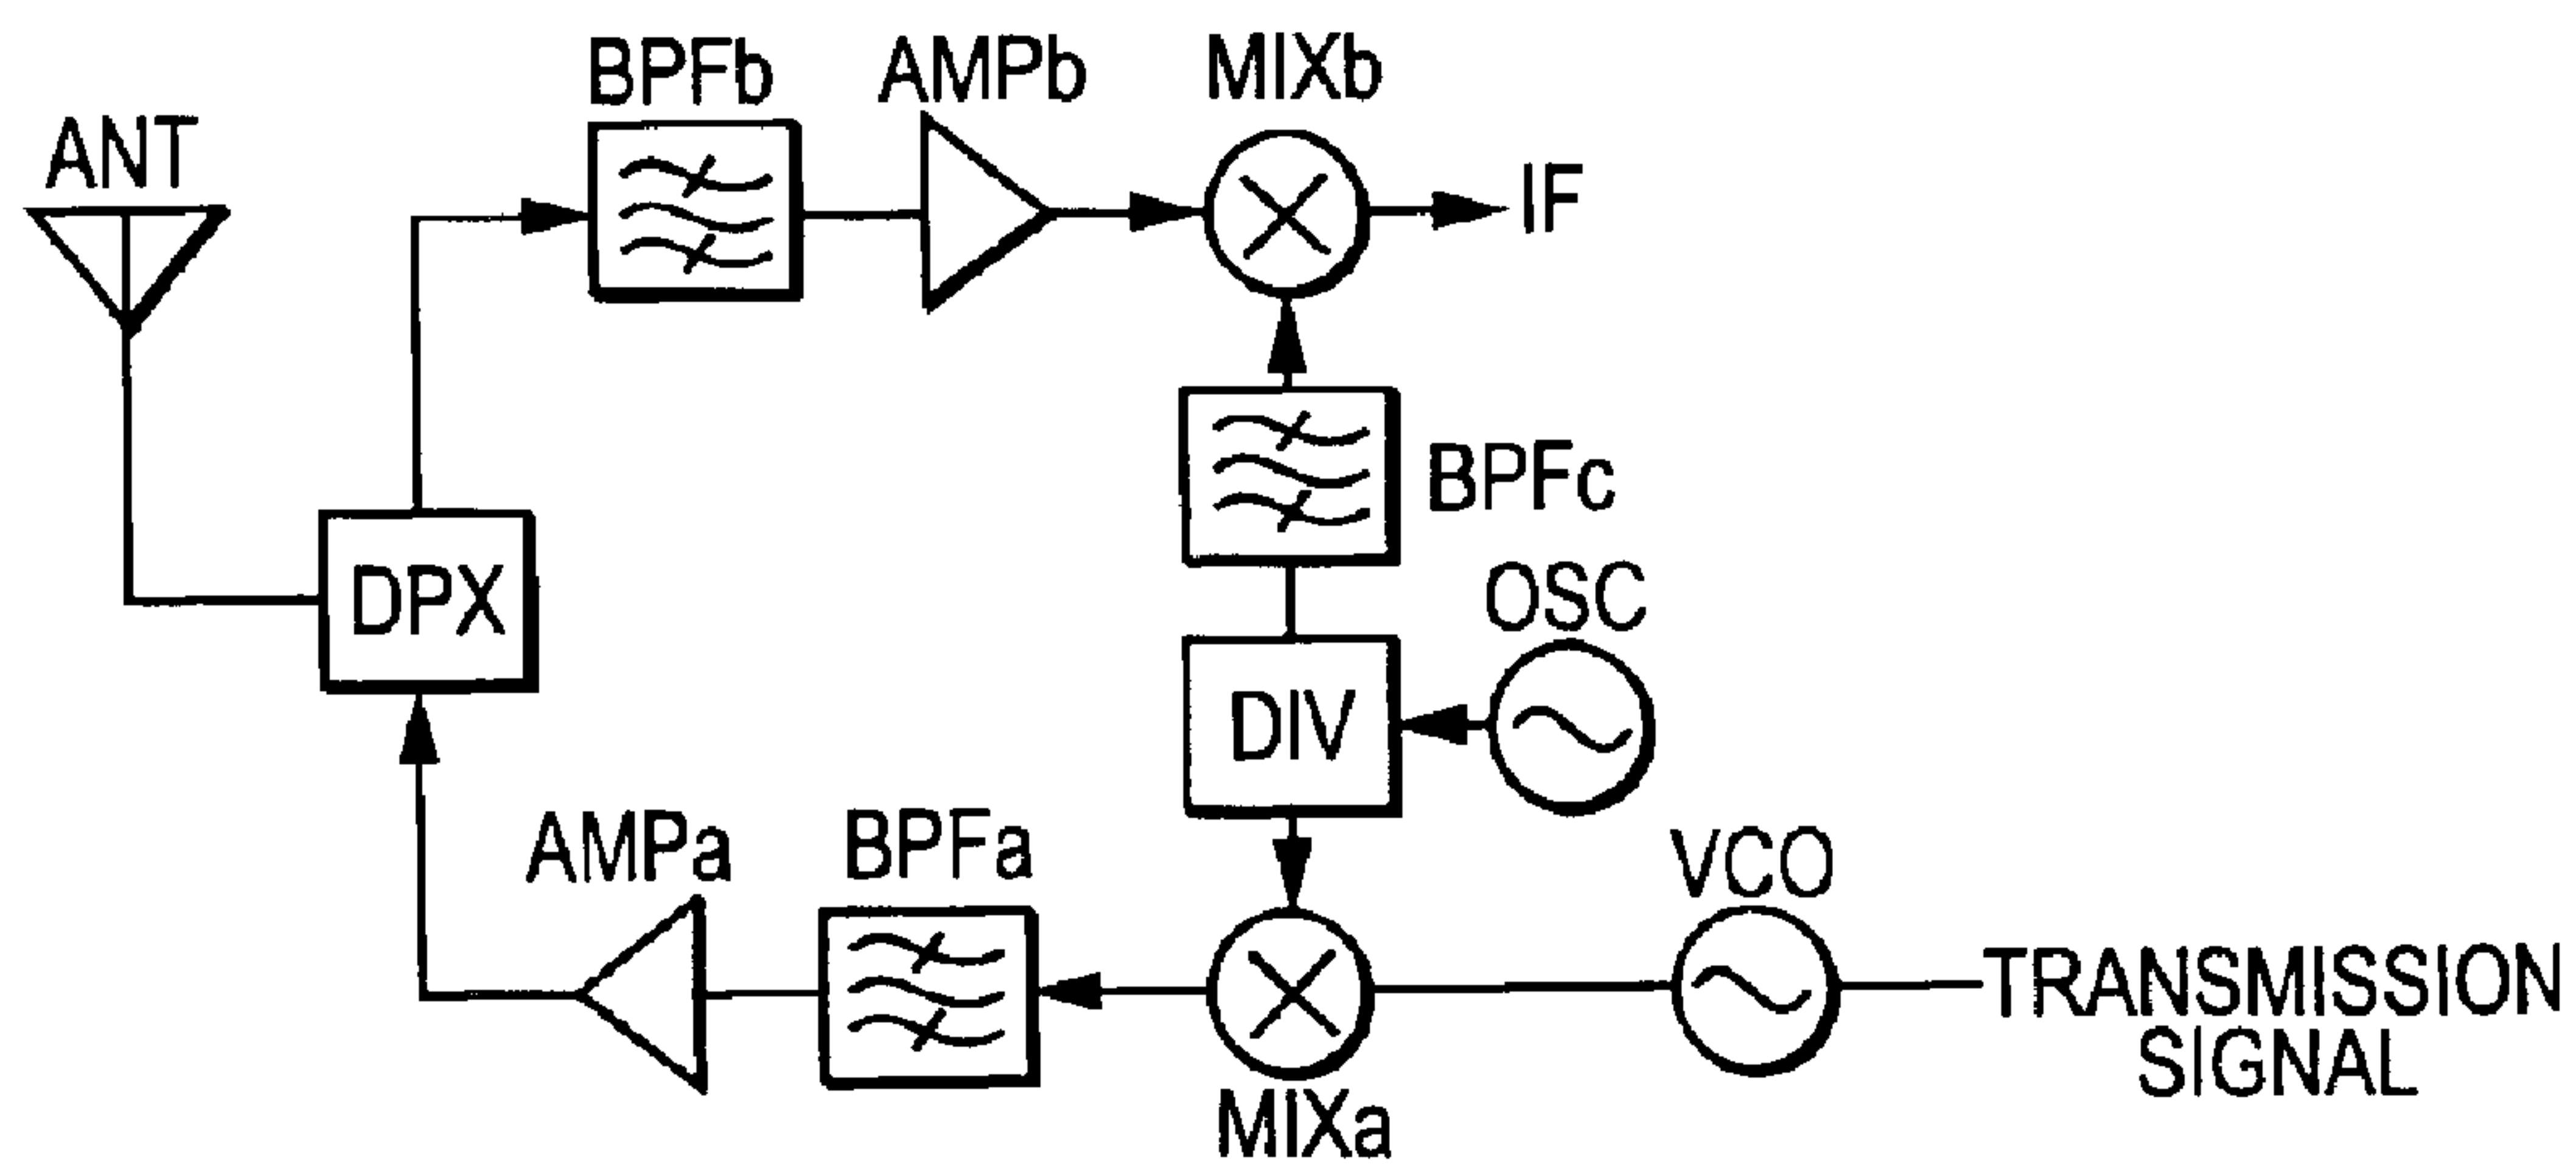 BPFb
AMPb
MIXb
ANT
IF
BPFc
OSC
DPX
DIV
AMPa
BPFa
VCO
TRANSMISSION
SIGNAL
MIXa